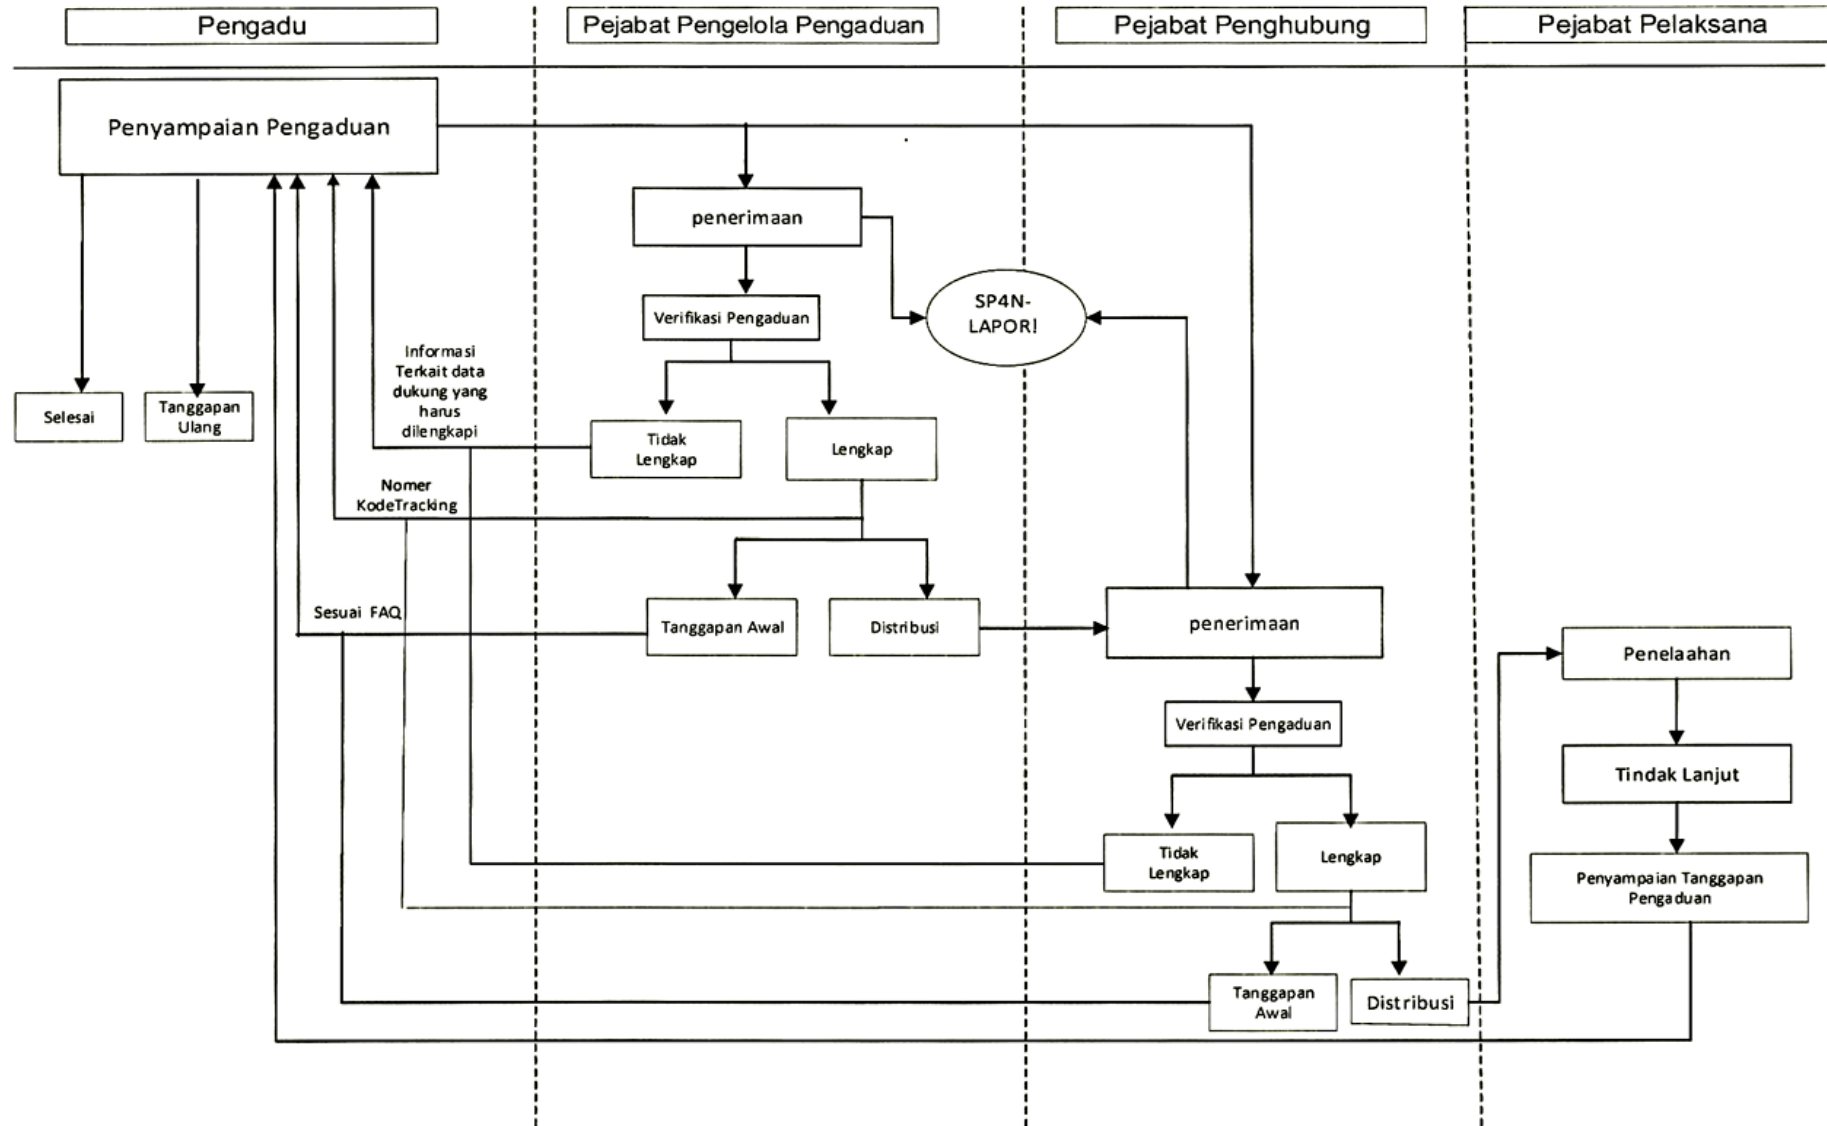 Pengadu
Pejabat Pengelola Pengaduan
Pejabat Penghubung
Pejabat Pelaksana
Penyampaian Pengaduan
penerimaan
Verifikasi Pengaduan
SP4N-
LAPOR!
Informasi
Terkait data
dukung yang
harus
dilengkapi
Selesai
Tanggapan
Ulang
Tidak
Lengkap
Lengkap
Nomer
KodeTracking
Sesuai FAQ
Tanggapan Awal
Distribusi
penerimaan
Verifikasi Pengaduan
Tidak
Lengkap
Lengkap
Tanggapan
Awal
Distribusi
Penelaahan
Tindak Lanjut
Penyampaian Tanggapan
Pengaduan